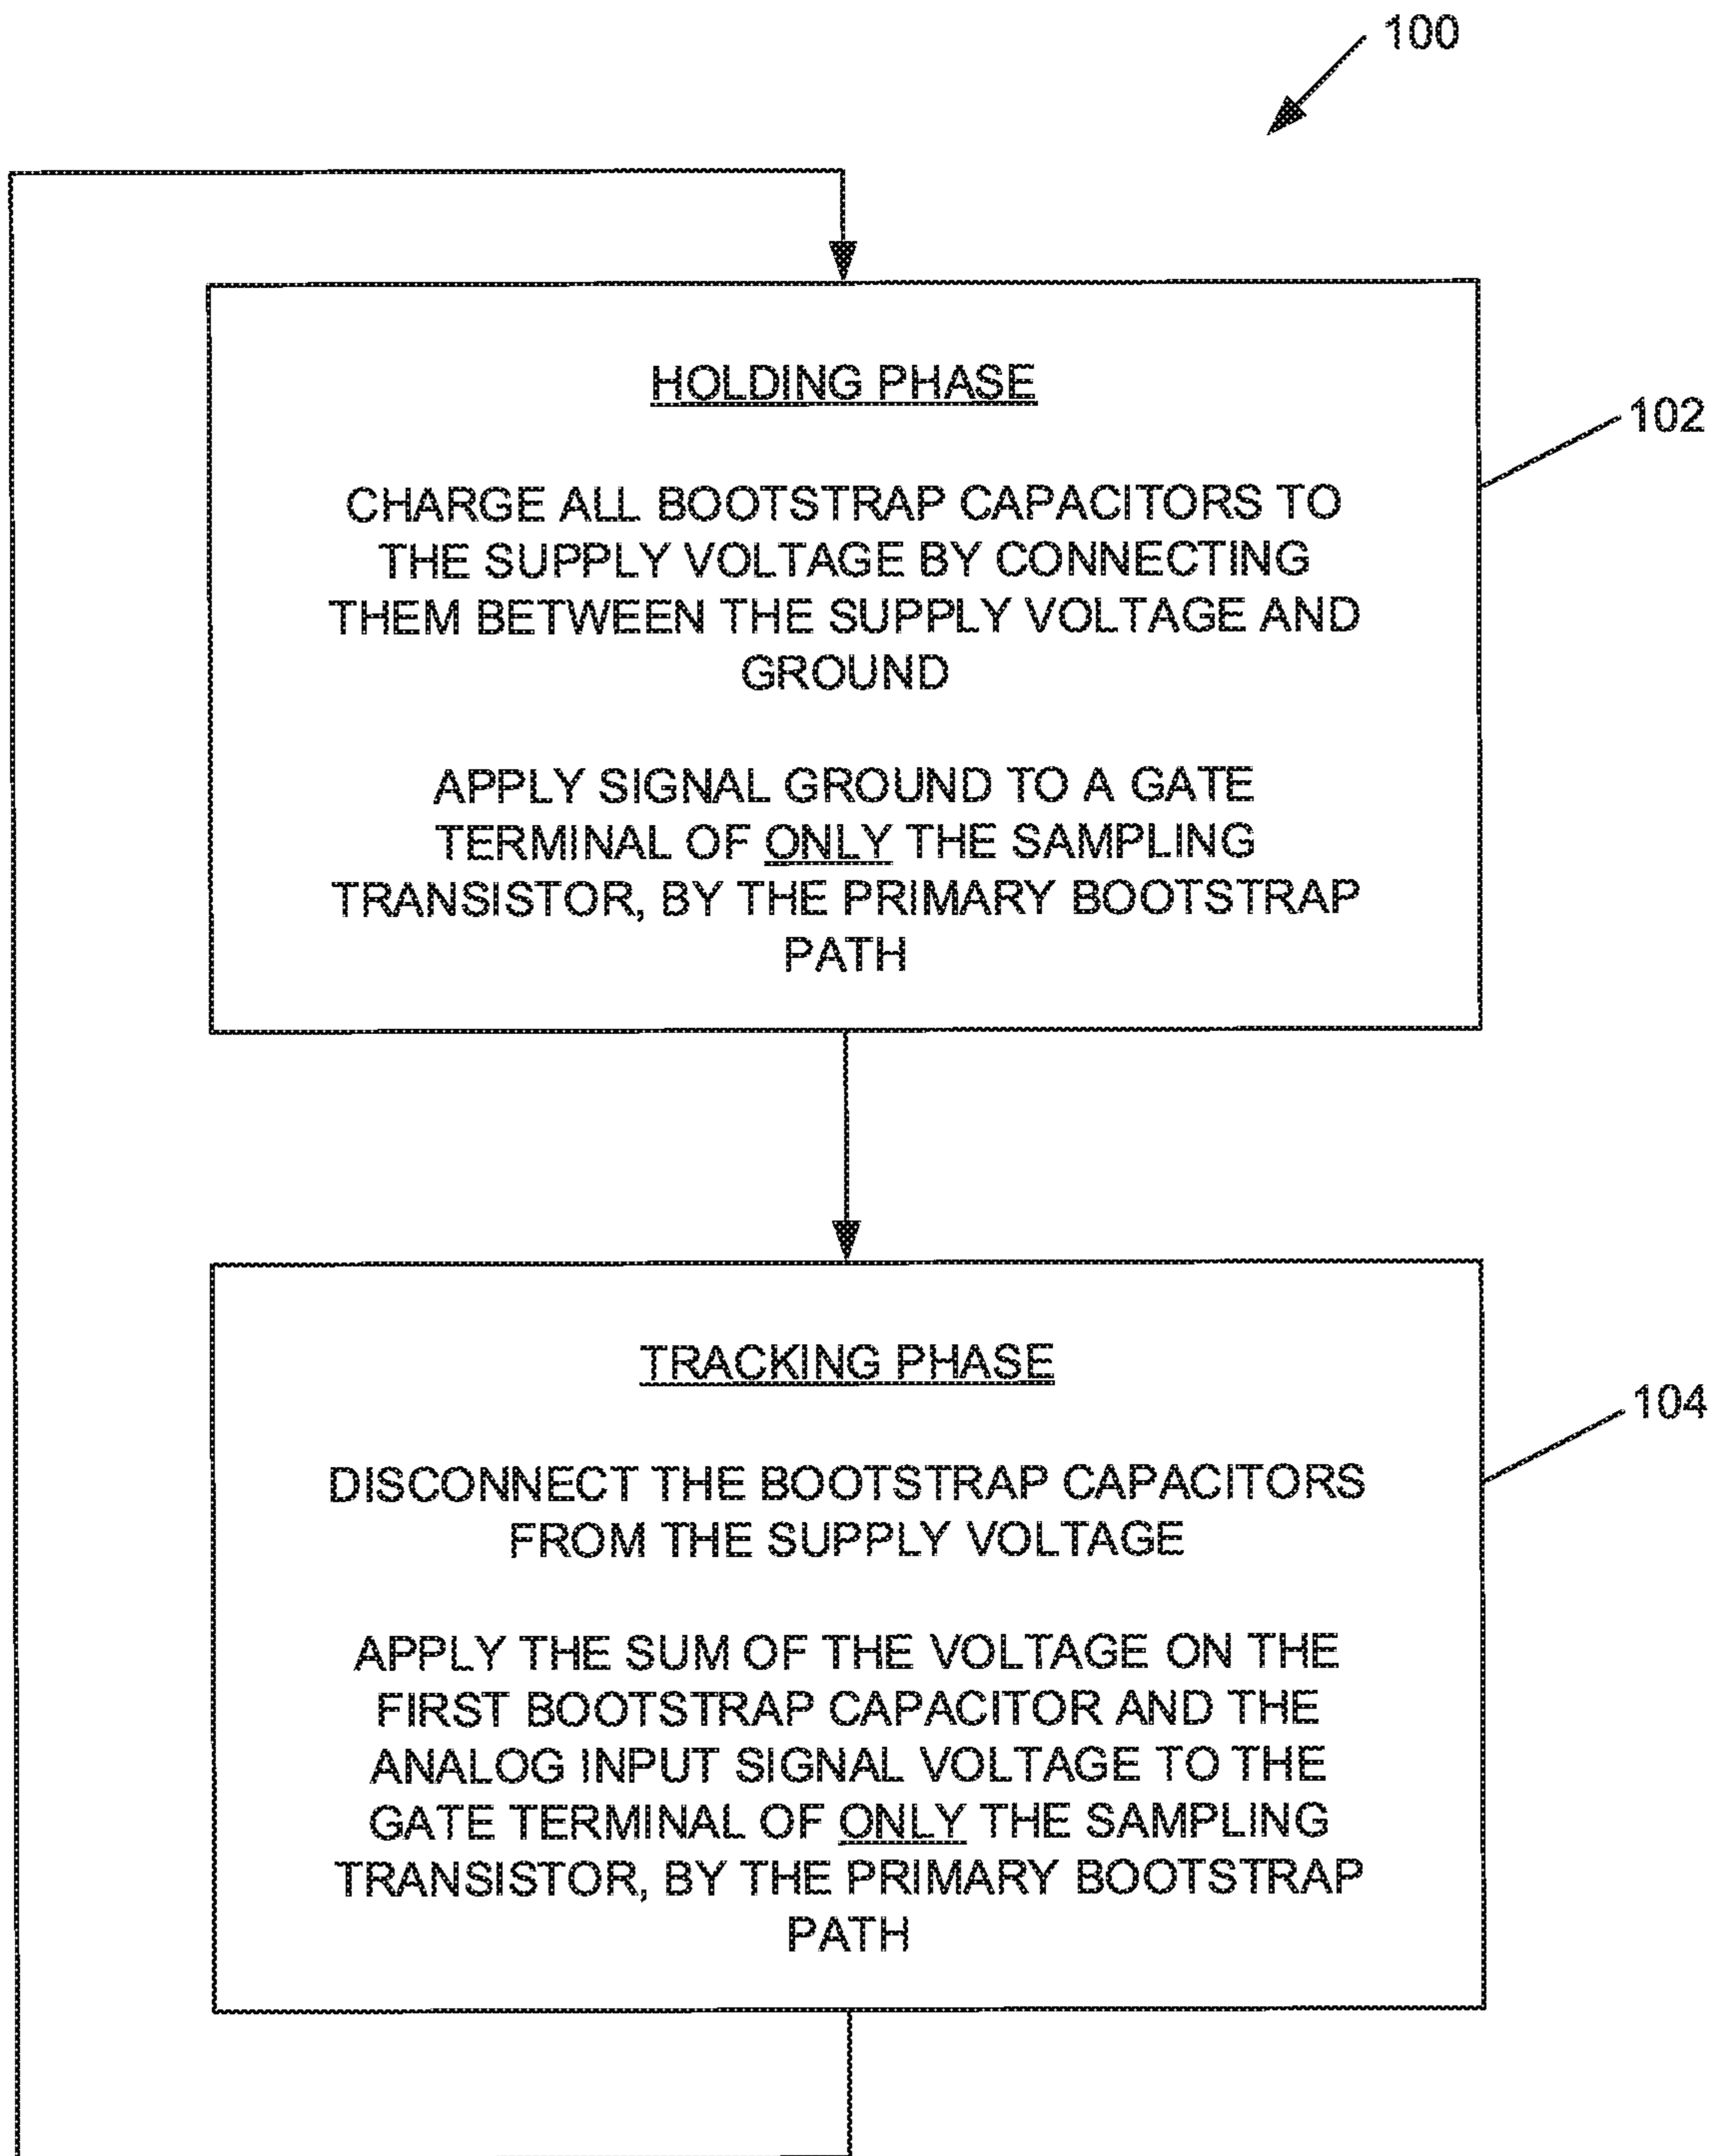 100
HOLDING PHASE
102
CHARGE ALL BOOTSTRAP CAPACITORS TO
THE SUPPLY VOLTAGE BY CONNECTING
THEM BETWEEN THE SUPPLY VOLTAGE AND
GROUND
APPLY SIGNAL GROUND TO A GATE
TERMINAL OF ONLY THE SAMPLING
TRANSISTOR, BY THE PRIMARY BOOTSTRAP
PATH
TRACKING PHASE
104
DISCONNECT THE BOOTSTRAP CAPACITORS
FROM THE SUPPLY VOLTAGE
APPLY THE SUM OF THE VOLTAGE ON THE
FIRST BOOTSTRAP CAPACITOR AND THE
ANALOG INPUT SIGNAL VOLTAGE TO THE
GATE TERMINAL OF ONLY THE SAMPLING
TRANSISTOR, BY THE PRIMARY BOOTSTRAP
PATH